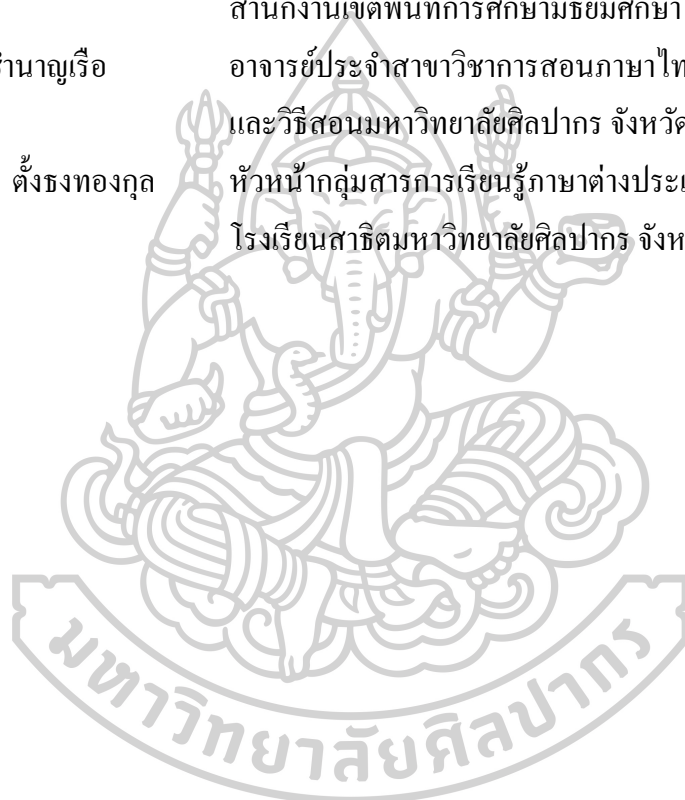 สำนักงานเขตพื้นที่การศึกษามัธยมศึกษา
ชำนาญเรือ อาจารย์ประจำสาขาวิชาการสอนภาษาไท
และวิธีสอนมหาวิทยาลัยศิลปากร จังหวัด
ตั้งธงทองกุล หัวหน้ากลุ่มสารการเรียนรู้ภาษาต่างประเ
โรงเรียนสาธิตมหาวิทยาลัยศิลปากร จังห
มหาวิทยาลัยศิลปากร